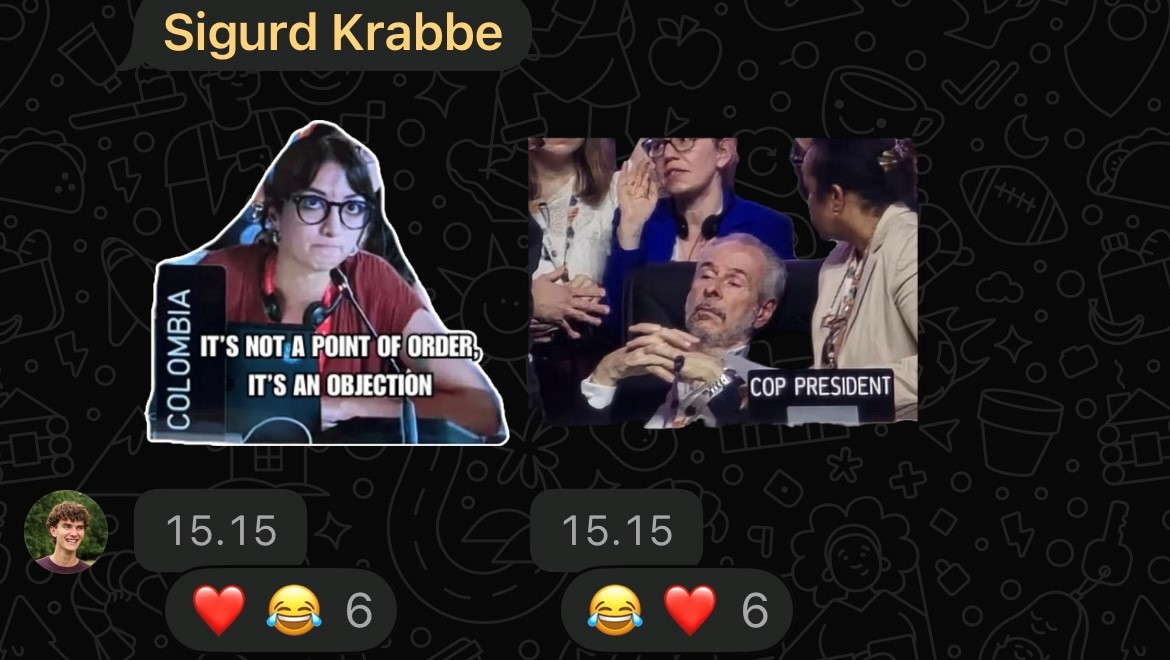 Sigurd Krabbe
COLOMBIA
IT'S NOT A POINT OF ORDER,
IT'S AN OBJECTION
COP PRESIDENT
15.15
15.15
❤️ 😂 6
😂 ❤️ 6